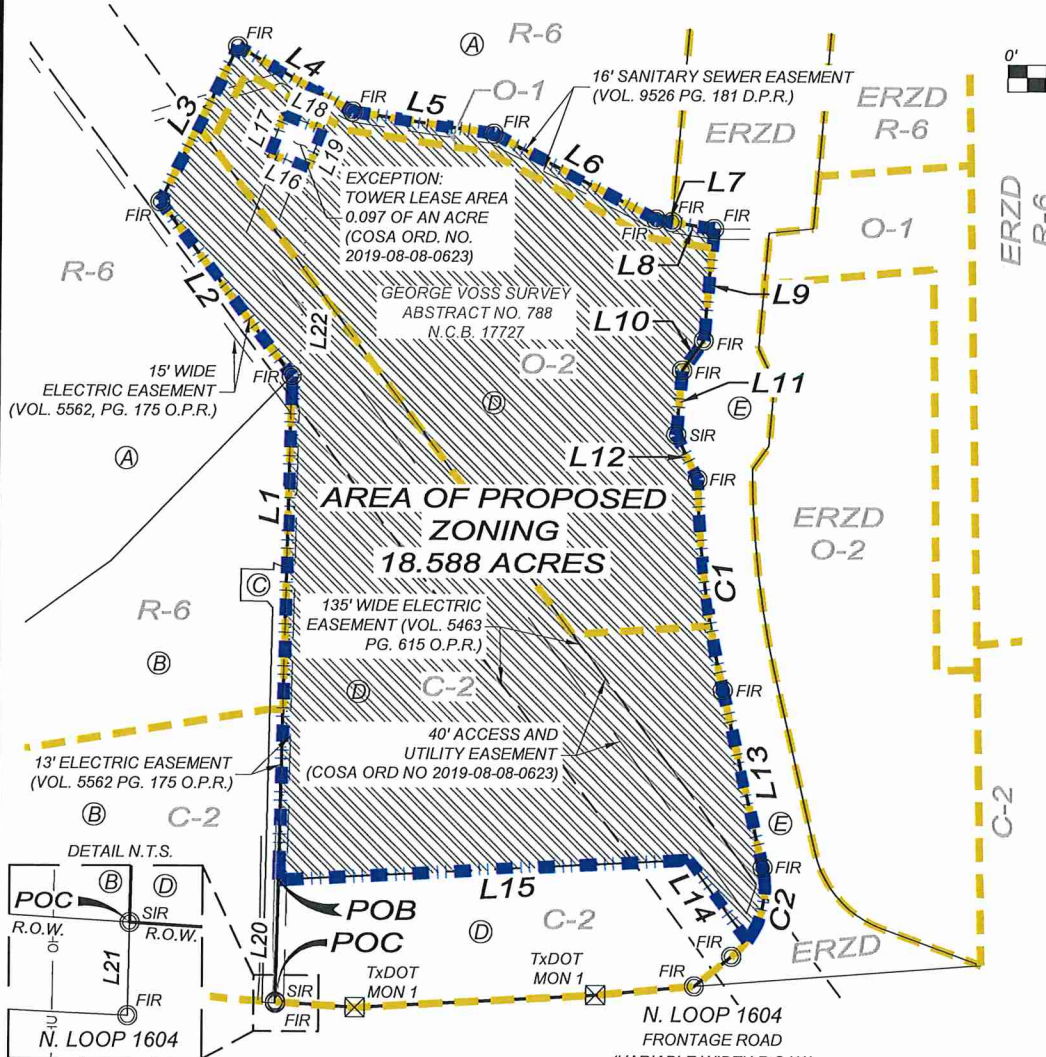 FIR
L4
Ⓐ
R-6
0'
16' SANITARY SEWER EASEMENT
(VOL. 9526 PG. 181 D.P.R.)
L3
L17
L18
L19
L16
FIR
L5
O-1
FIR
L6
ERZD
ERZD
R-6
ERZD
R-6
EXCEPTION:
TOWER LEASE AREA
0.097 OF AN ACRE
(COSA ORD. NO.
2019-08-08-0623)
L7
FIR
FIR
FIR
L8
O-1
FIR
R-6
L2
L22
GEORGE VOSS SURVEY
ABSTRACT NO. 788
N.C.B. 17727
L9
L10
FIR
O-2
15' WIDE
ELECTRIC EASEMENT
(VOL. 5562, PG. 175 O.P.R.)
FIR
FIR
L11
Ⓓ
Ⓔ
SIR
Ⓐ
L12
FIR
L1
AREA OF PROPOSED
ZONING
18.588 ACRES
ERZD
O-2
C1
Ⓒ
R-6
135' WIDE ELECTRIC
EASEMENT (VOL. 5463
PG. 615 O.P.R.)
Ⓑ
Ⓓ
C-2
FIR
40' ACCESS AND
UTILITY EASEMENT
(COSA ORD NO 2019-08-08-0623)
13' ELECTRIC EASEMENT
(VOL. 5562 PG. 175 O.P.R.)
L13
C-2
Ⓑ
C-2
Ⓔ
DETAIL N.T.S.
Ⓑ
Ⓓ
FIR
L15
L14
C2
POC
SIR
R.O.W.
R.O.W.
L21
FIR
N. LOOP 1604
L20
POB
POC
Ⓓ
C-2
ERZD
FIR
TxDOT
MON 1
TxDOT
MON 1
FIR
SIR
FIR
N. LOOP 1604
FRONTAGE ROAD
(VARIABLE WIDTH R.O.W.